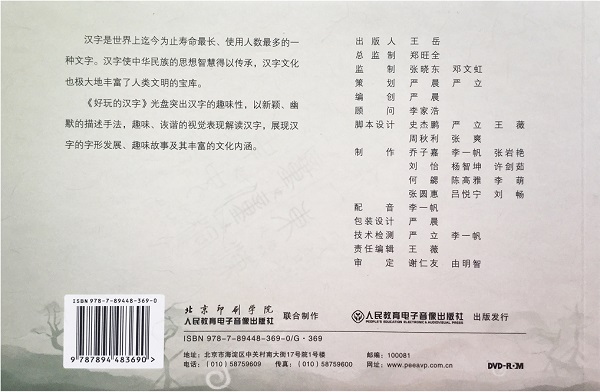 汉字是世界上迄今为止寿命最长、使用人数最多的一
种文字。汉字使中华民族的思想智慧得以传承，汉字文化
也极大地丰富了人类文明的宝库。
《好玩的汉字》光盘突出汉字的趣味性，以新颖、幽
默的描述手法，趣味、诙谐的视觉表现解读汉字，展现汉
字的字形发展、趣味故事及其丰富的文化内涵。
出版人 王岳
总监制 郑旺全
监制 张晓东 邓文虹
策划 严晨 严立
编创 严晨
顾问 李家浩
脚本设计 史杰鹏 严立 王薇
周秋利 张爽
制作 乔子嘉 李一帆 张岩艳
刘怡 杨智坤 许剑茹
何勰 陈高雅 李萌
张圆惠 吕悦宁 刘畅
配音 李一帆
包装设计 严晨
技术检测 严立 李一帆
责任编辑 王薇
审定 谢仁友 由明智
ISBN 978-7-89448-369-0
9 787894 483690 >
北京印刷学院
人民教育电子音像出版社
联合制作
人民教育电子音像出版社
PEOPLE'S EDUCATION ELECTRONIC & AUDIOVISUAL PRESS
出版发行
ISBN 978-7-89448-369-0/G·369
地址：北京市海淀区中关村南大街17号院1号楼 邮编：100081
电话：（010）58759609 传真：（010）58759600 www.peeavp.com.cn
DVD-ROM